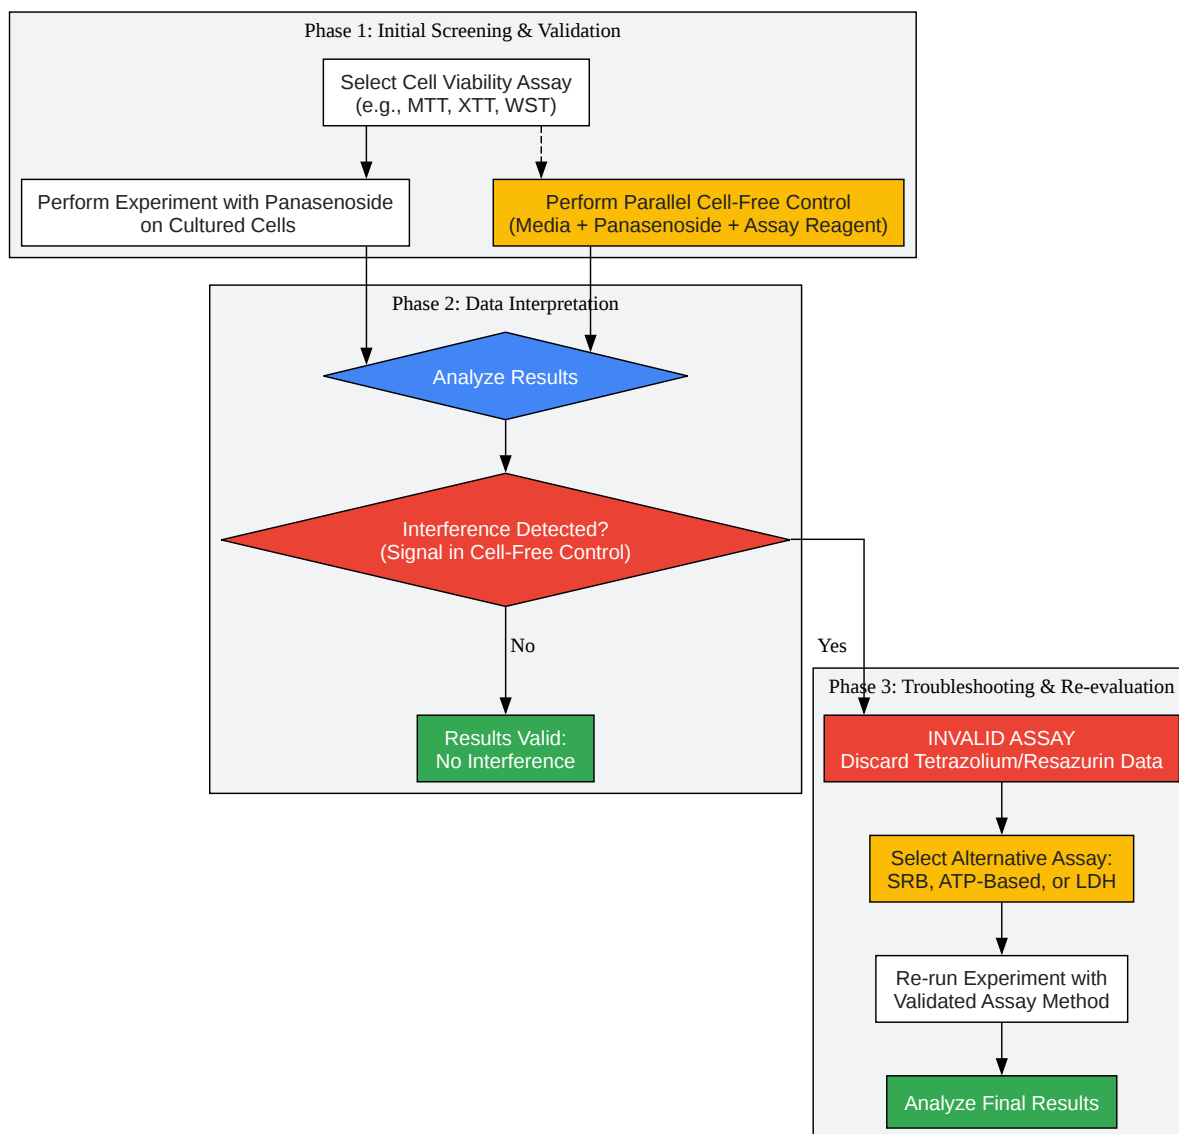 Phase 1: Initial Screening & Validation
Select Cell Viability Assay
(e.g., MTT, XTT, WST)
Perform Experiment with Panasenoside
on Cultured Cells
Perform Parallel Cell-Free Control
(Media + Panasenoside + Assay Reagent)
Phase 2: Data Interpretation
Analyze Results
Interference Detected?
(Signal in Cell-Free Control)
No
Yes
Results Valid:
No Interference
Phase 3: Troubleshooting & Re-evaluation
INVALID ASSAY
Discard Tetrazolium/Resazurin Data
Select Alternative Assay:
SRB, ATP-Based, or LDH
Re-run Experiment with
Validated Assay Method
Analyze Final Results